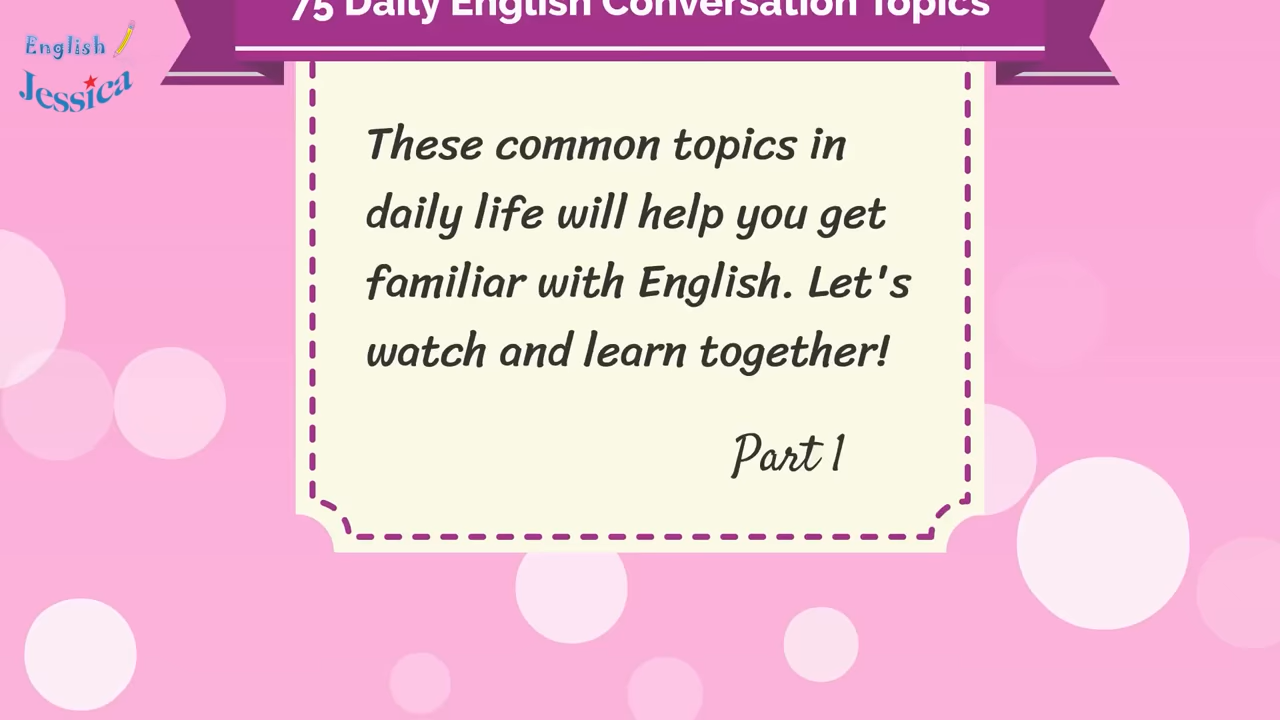 75 Daily English Conversation Topics
English
Jessica
These common topics in
daily life will help you get
familiar with English. Let's
watch and learn together!
Part 1